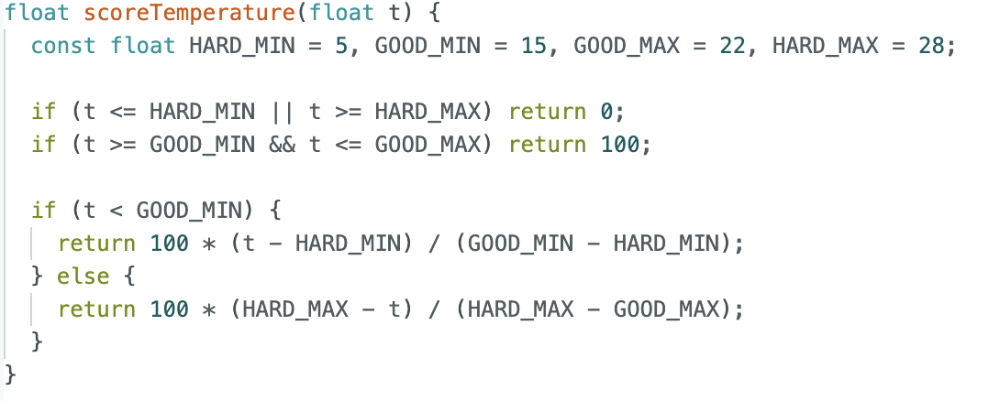 float scoreTemperature(float t) {
  const float HARD_MIN = 5, GOOD_MIN = 15, GOOD_MAX = 22, HARD_MAX = 28;

  if (t <= HARD_MIN || t >= HARD_MAX) return 0;
  if (t >= GOOD_MIN && t <= GOOD_MAX) return 100;

  if (t < GOOD_MIN) {
    return 100 * (t - HARD_MIN) / (GOOD_MIN - HARD_MIN);
  } else {
    return 100 * (HARD_MAX - t) / (HARD_MAX - GOOD_MAX);
  }
}